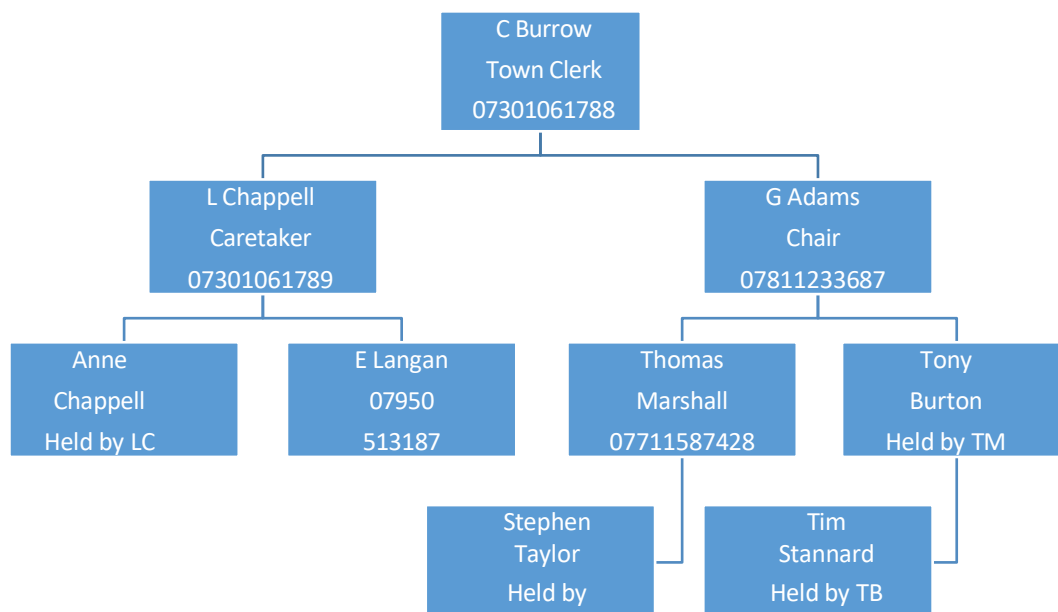 C Burrow
Town Clerk
07301061788
L Chappell
Caretaker
07301061789
G Adams
Chair
07811233687
Anne
Chappell
Held by LC
E Langan
07950
513187
Thomas
Marshall
07711587428
Tony
Burton
Held by TM
Stephen
Taylor
Held by
Tim
Stannard
Held by TB